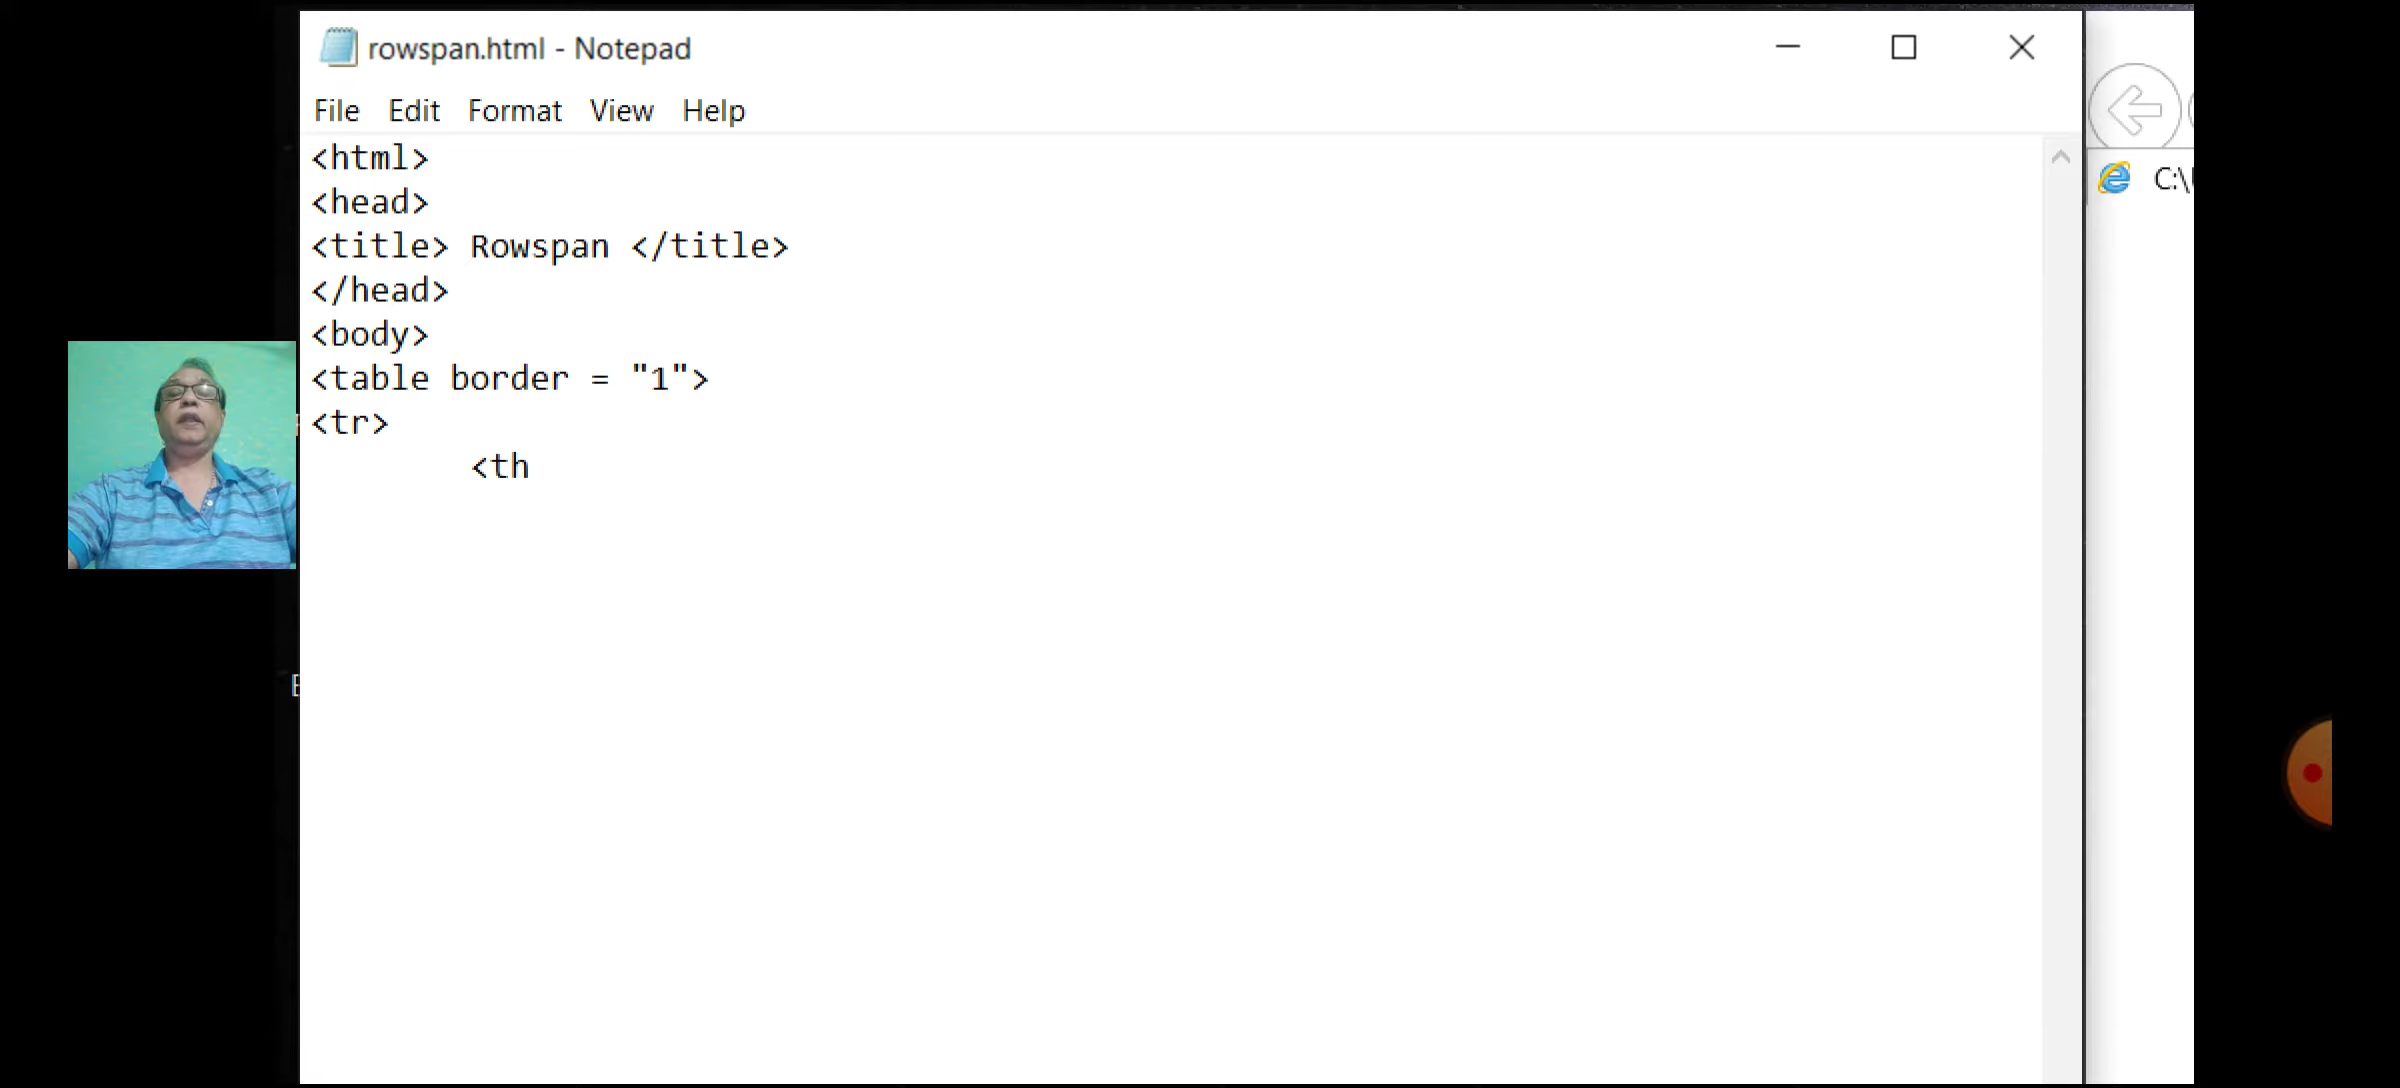 rowspan.html - Notepad
File Edit Format View Help
<html>
<head>
<title> Rowspan </title>
</head>
<body>
<table border = "1">
<tr>
<th
C:\